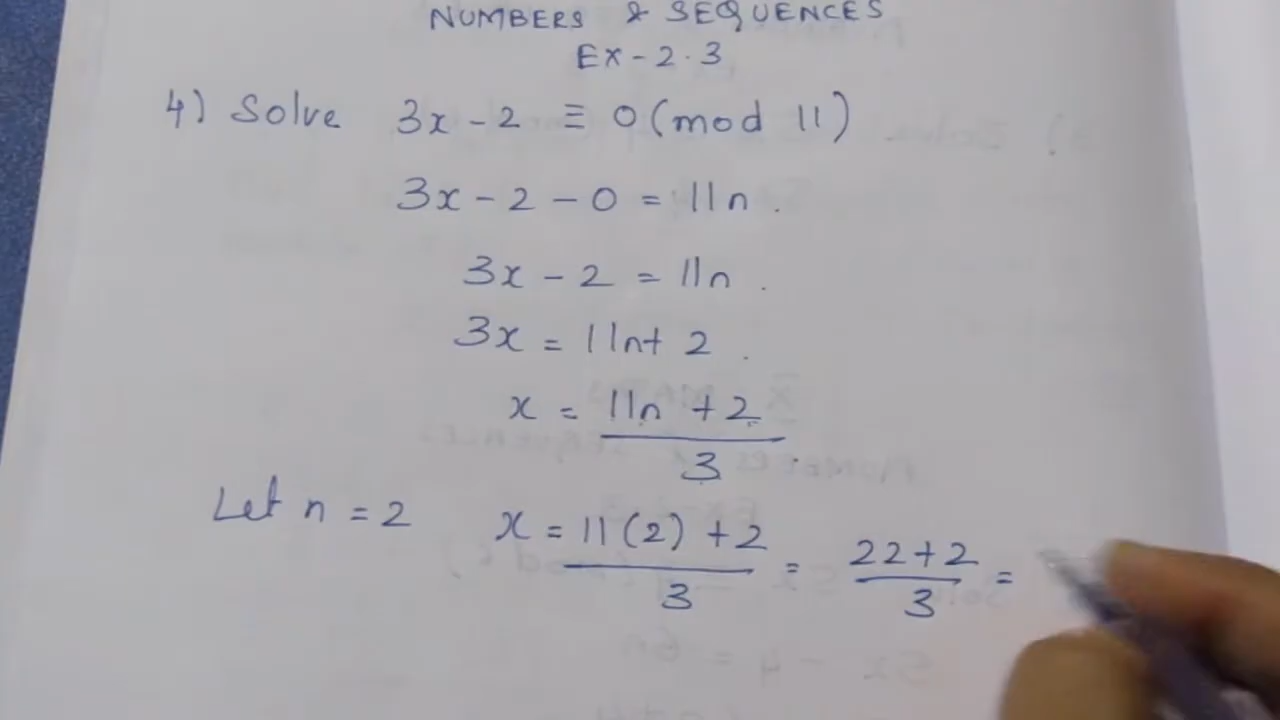 NUMBERS & SEQUENCES
EX - 2.3
4) Solve 3x - 2 ≡ 0 (mod 11)
3x - 2 - 0 = 11n.
3x - 2 = 11n.
3x = 11n + 2.
x = 11n + 2 / 3.
Let n = 2 x = 11(2) + 2 / 3 = 22 + 2 / 3 =